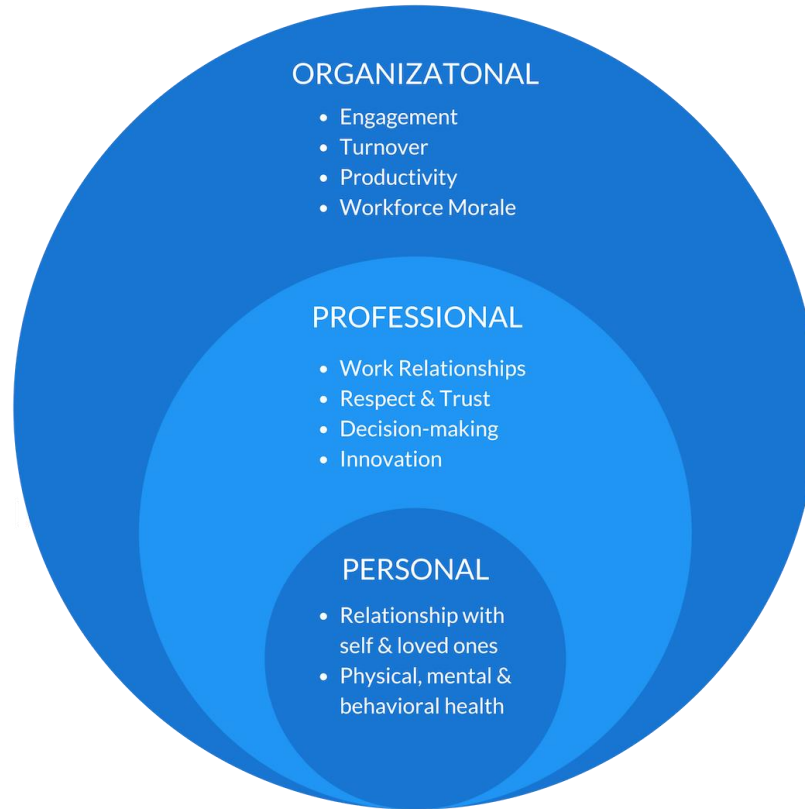 ORGANIZATONAL
• Engagement
• Turnover
• Productivity
• Workforce Morale
PROFESSIONAL
• Work Relationships
• Respect & Trust
• Decision-making
• Innovation
PERSONAL
• Relationship with
self & loved ones
• Physical, mental &
behavioral health